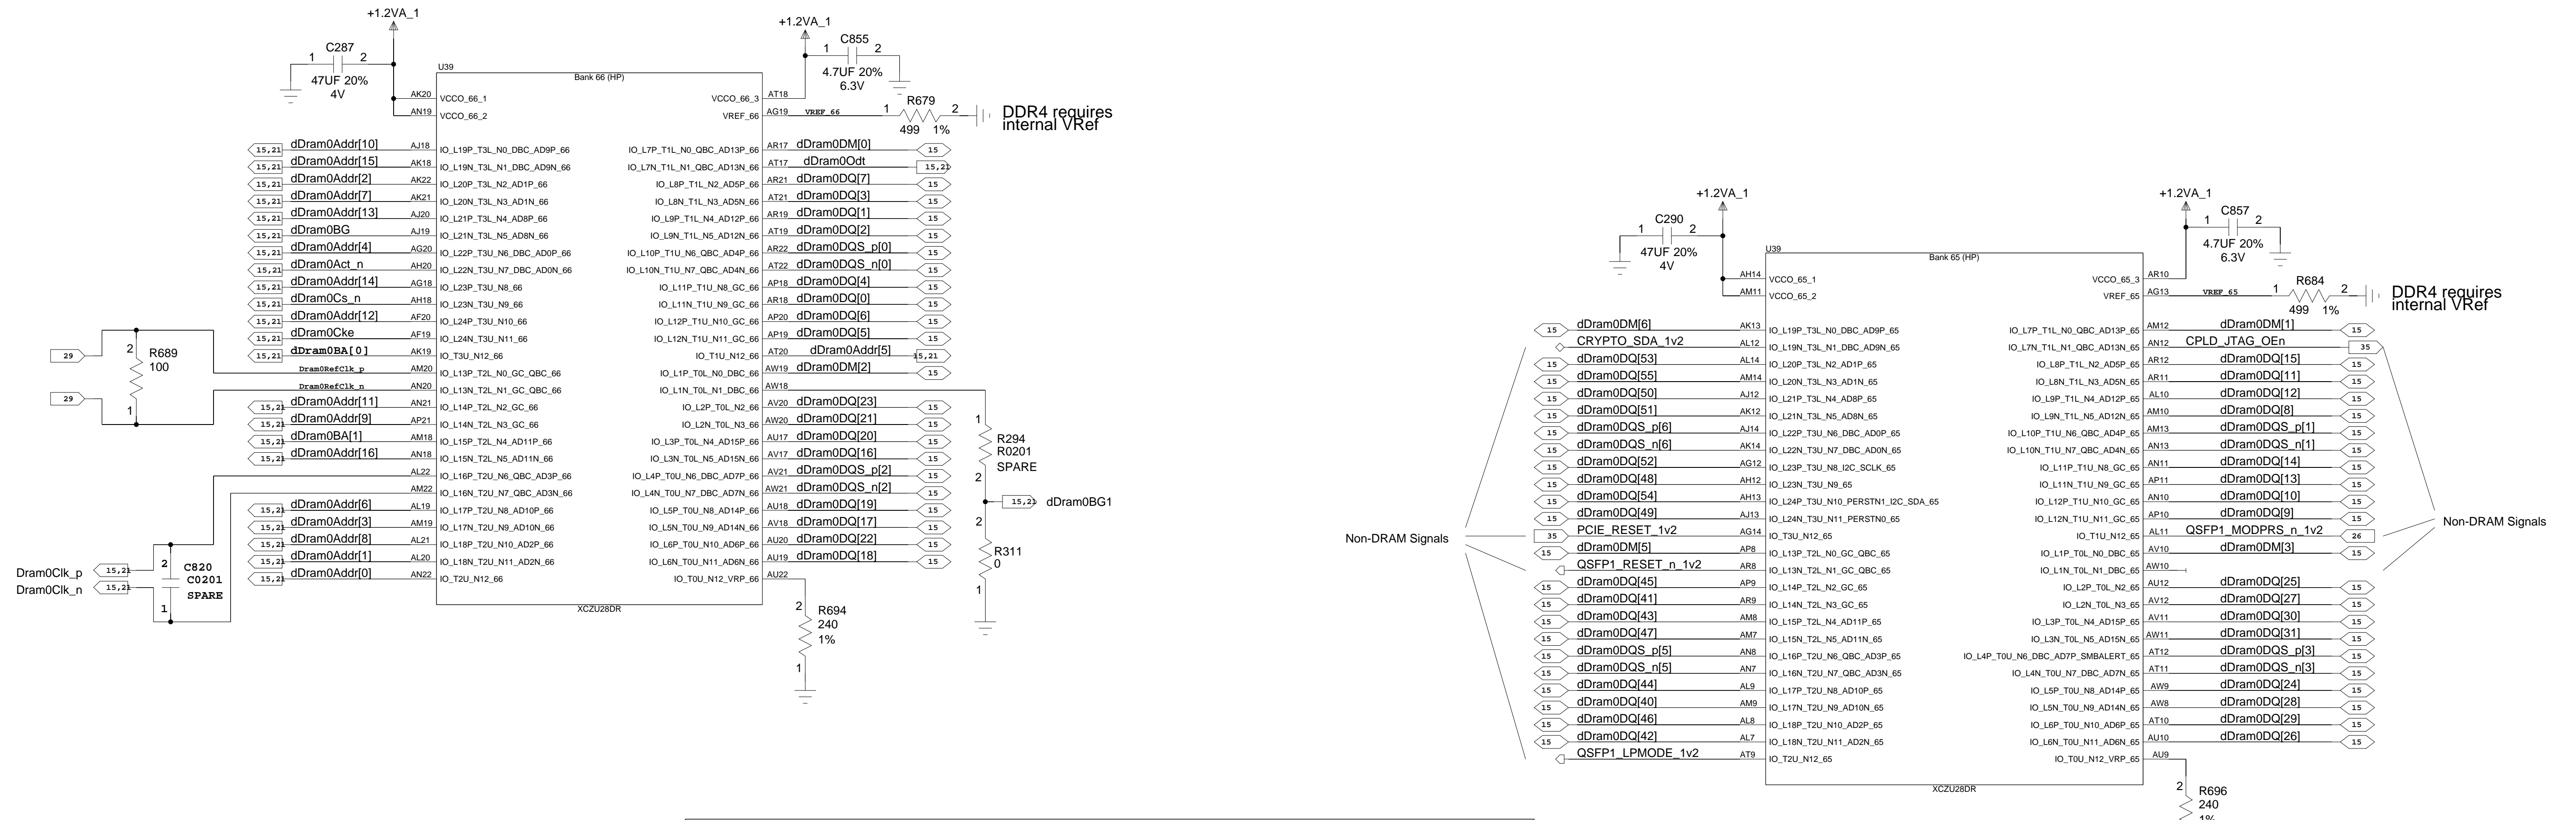 +1.2VA_1
C287
1 2
47UF 20%
4V
+1.2VA_1
C855
1 2
4.7UF 20%
6.3V
U39
Bank 66 (HP)
AK20 VCCO_66_1 VCCO_66_3 AT18
AN19 VCCO_66_2 VREF_66 AG19 VREF_66
R679
1 2
499 1%
DDR4 requires
internal VRef
15,21 dDram0Addr[10] AJ18 IO_L19P_T3L_N0_DBC_AD9P_66 IO_L7P_T1L_N0_QBC_AD13P_66 AR17 dDram0DM[0] 15
15,21 dDram0Addr[15] AK18 IO_L19N_T3L_N1_DBC_AD9N_66 IO_L7N_T1L_N1_QBC_AD13N_66 AT17 dDram0Odt 15,21
15,21 dDram0Addr[2] AK22 IO_L20P_T3L_N2_AD1P_66 IO_L8P_T1L_N2_AD5P_66 AR21 dDram0DQ[7] 15
15,21 dDram0Addr[7] AK21 IO_L20N_T3L_N3_AD1N_66 IO_L8N_T1L_N3_AD5N_66 AT21 dDram0DQ[3] 15
15,21 dDram0Addr[13] AJ20 IO_L21P_T3L_N4_AD8P_66 IO_L9P_T1L_N4_AD12P_66 AR19 dDram0DQ[1] 15
15,21 dDram0BG AJ19 IO_L21N_T3L_N5_AD8N_66 IO_L9N_T1L_N5_AD12N_66 AT19 dDram0DQ[2] 15
15,21 dDram0Addr[4] AG20 IO_L22P_T3U_N6_DBC_AD0P_66 IO_L10P_T1U_N6_QBC_AD4P_66 AR22 dDram0DQS_p[0] 15
15,21 dDram0Act_n AH20 IO_L22N_T3U_N7_DBC_AD0N_66 IO_L10N_T1U_N7_QBC_AD4N_66 AT22 dDram0DQS_n[0] 15
15,21 dDram0Addr[14] AG18 IO_L23P_T3U_N8_66 IO_L11P_T1U_N8_GC_66 AP18 dDram0DQ[4] 15
15,21 dDram0Cs_n AH18 IO_L23N_T3U_N9_66 IO_L11N_T1U_N9_GC_66 AR18 dDram0DQ[0] 15
15,21 dDram0Addr[12] AF20 IO_L24P_T3U_N10_66 IO_L12P_T1U_N10_GC_66 AP20 dDram0DQ[6] 15
15,21 dDram0Cke AF19 IO_L24N_T3U_N11_66 IO_L12N_T1U_N11_GC_66 AP19 dDram0DQ[5] 15
15,21 dDram0BA[0] AK19 IO_T3U_N12_66 IO_T1U_N12_66 AT20 dDram0Addr[5] 15,21
29 Dram0RefClk_p AM20 IO_L13P_T2L_N0_GC_QBC_66 IO_L1P_T0L_N0_DBC_66 AW19 dDram0DM[2] 15
2
R689
100
1
29 Dram0RefClk_n AN20 IO_L13N_T2L_N1_GC_QBC_66 IO_L1N_T0L_N1_DBC_66 AW18
15,21 dDram0Addr[11] AN21 IO_L14P_T2L_N2_GC_66 IO_L2P_T0L_N2_66 AV20 dDram0DQ[23] 15
15,21 dDram0Addr[9] AP21 IO_L14N_T2L_N3_GC_66 IO_L2N_T0L_N3_66 AW20 dDram0DQ[21] 15
15,21 dDram0BA[1] AM18 IO_L15P_T2L_N4_AD11P_66 IO_L3P_T0L_N4_AD15P_66 AU17 dDram0DQ[20] 15
15,21 dDram0Addr[16] AN18 IO_L15N_T2L_N5_AD11N_66 IO_L3N_T0L_N5_AD15N_66 AV17 dDram0DQ[16] 15
AL22 IO_L16P_T2U_N6_QBC_AD3P_66 IO_L4P_T0U_N6_DBC_AD7P_66 AV21 dDram0DQS_p[2] 15
AM22 IO_L16N_T2U_N7_QBC_AD3N_66 IO_L4N_T0U_N7_DBC_AD7N_66 AW21 dDram0DQS_n[2] 15
15,21 dDram0Addr[6] AL19 IO_L17P_T2U_N8_AD10P_66 IO_L5P_T0U_N8_AD14P_66 AU18 dDram0DQ[19] 15
15,21 dDram0Addr[3] AM19 IO_L17N_T2U_N9_AD10N_66 IO_L5N_T0U_N9_AD14N_66 AV18 dDram0DQ[17] 15
15,21 dDram0Addr[8] AL21 IO_L18P_T2U_N10_AD2P_66 IO_L6P_T0U_N10_AD6P_66 AU20 dDram0DQ[22] 15
15,21 dDram0Addr[1] AL20 IO_L18N_T2U_N11_AD2N_66 IO_L6N_T0U_N11_AD6N_66 AU19 dDram0DQ[18] 15
15,21 dDram0Addr[0] AN22 IO_T2U_N12_66 IO_T0U_N12_VRP_66 AU22
XCZU28DR
1
R294
R0201
SPARE
2
15,21 dDram0BG1
2
R311
0
1
Dram0Clk_p 15,21
Dram0Clk_n 15,21
2
C820
C0201
SPARE
1
2
R694
240
1%
1
+1.2VA_1
C290
1 2
47UF 20%
4V
+1.2VA_1
C857
1 2
4.7UF 20%
6.3V
U39
Bank 65 (HP)
AH14 VCCO_65_1 VCCO_65_3 AR10
AM11 VCCO_65_2 VREF_65 AG13 VREF_65
R684
1 2
499 1%
DDR4 requires
internal VRef
15 dDram0DM[6] AK13 IO_L19P_T3L_N0_DBC_AD9P_65 IO_L7P_T1L_N0_QBC_AD13P_65 AM12 dDram0DM[1] 15
CRYPTO_SDA_1v2 AL12 IO_L19N_T3L_N1_DBC_AD9N_65 IO_L7N_T1L_N1_QBC_AD13N_65 AN12 CPLD_JTAG_OEn 35
15 dDram0DQ[53] AL14 IO_L20P_T3L_N2_AD1P_65 IO_L8P_T1L_N2_AD5P_65 AR12 dDram0DQ[15] 15
15 dDram0DQ[55] AM14 IO_L20N_T3L_N3_AD1N_65 IO_L8N_T1L_N3_AD5N_65 AR11 dDram0DQ[11] 15
15 dDram0DQ[50] AJ12 IO_L21P_T3L_N4_AD8P_65 IO_L9P_T1L_N4_AD12P_65 AL10 dDram0DQ[12] 15
15 dDram0DQ[51] AK12 IO_L21N_T3L_N5_AD8N_65 IO_L9N_T1L_N5_AD12N_65 AM10 dDram0DQ[8] 15
15 dDram0DQS_p[6] AJ14 IO_L22P_T3U_N6_DBC_AD0P_65 IO_L10P_T1U_N6_QBC_AD4P_65 AM13 dDram0DQS_p[1] 15
15 dDram0DQS_n[6] AK14 IO_L22N_T3U_N7_DBC_AD0N_65 IO_L10N_T1U_N7_QBC_AD4N_65 AN13 dDram0DQS_n[1] 15
15 dDram0DQ[52] AG12 IO_L23P_T3U_N8_I2C_SCLK_65 IO_L11P_T1U_N8_GC_65 AN11 dDram0DQ[14] 15
15 dDram0DQ[48] AH12 IO_L23N_T3U_N9_65 IO_L11N_T1U_N9_GC_65 AP11 dDram0DQ[13] 15
15 dDram0DQ[54] AH13 IO_L24P_T3U_N10_PERSTN1_I2C_SDA_65 IO_L12P_T1U_N10_GC_65 AN10 dDram0DQ[10] 15
15 dDram0DQ[49] AJ13 IO_L24N_T3U_N11_PERSTN0_65 IO_L12N_T1U_N11_GC_65 AP10 dDram0DQ[9] 15
35 PCIE_RESET_1v2 AG14 IO_T3U_N12_65 IO_T1U_N12_65 AL11 QSFP1_MODPRS_n_1v2 26
Non-DRAM Signals
Non-DRAM Signals
15 dDram0DM[5] AP8 IO_L13P_T2L_N0_GC_QBC_65 IO_L1P_T0L_N0_DBC_65 AV10 dDram0DM[3] 15
QSFP1_RESET_n_1v2 AR8 IO_L13N_T2L_N1_GC_QBC_65 IO_L1N_T0L_N1_DBC_65 AW10
15 dDram0DQ[45] AP9 IO_L14P_T2L_N2_GC_65 IO_L2P_T0L_N2_65 AU12 dDram0DQ[25] 15
15 dDram0DQ[41] AR9 IO_L14N_T2L_N3_GC_65 IO_L2N_T0L_N3_65 AV12 dDram0DQ[27] 15
15 dDram0DQ[43] AM8 IO_L15P_T2L_N4_AD11P_65 IO_L3P_T0L_N4_AD15P_65 AV11 dDram0DQ[30] 15
15 dDram0DQ[47] AM7 IO_L15N_T2L_N5_AD11N_65 IO_L3N_T0L_N5_AD15N_65 AW11 dDram0DQ[31] 15
15 dDram0DQS_p[5] AN8 IO_L16P_T2U_N6_QBC_AD3P_65 IO_L4P_T0U_N6_DBC_AD7P_SMBALERT_65 AT12 dDram0DQS_p[3] 15
15 dDram0DQS_n[5] AN7 IO_L16N_T2U_N7_QBC_AD3N_65 IO_L4N_T0U_N7_DBC_AD7N_65 AT11 dDram0DQS_n[3] 15
15 dDram0DQ[44] AL9 IO_L17P_T2U_N8_AD10P_65 IO_L5P_T0U_N8_AD14P_65 AW9 dDram0DQ[24] 15
15 dDram0DQ[40] AM9 IO_L17N_T2U_N9_AD10N_65 IO_L5N_T0U_N9_AD14N_65 AW8 dDram0DQ[28] 15
15 dDram0DQ[46] AL8 IO_L18P_T2U_N10_AD2P_65 IO_L6P_T0U_N10_AD6P_65 AT10 dDram0DQ[29] 15
15 dDram0DQ[42] AL7 IO_L18N_T2U_N11_AD2N_65 IO_L6N_T0U_N11_AD6N_65 AU10 dDram0DQ[26] 15
QSFP1_LPMODE_1v2 AT9 IO_T2U_N12_65 IO_T0U_N12_VRP_65 AU9
XCZU28DR
2
R696
240
1%